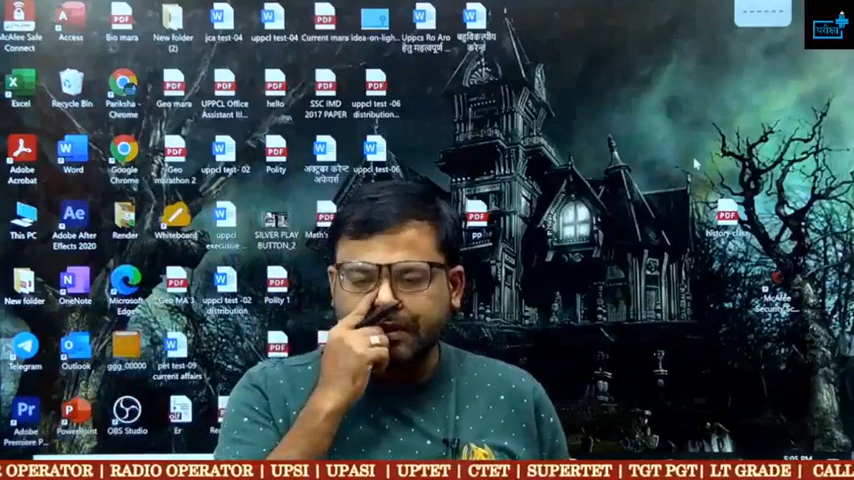 McAfee Safe Connect
Access
Bio mara
New folder (2)
jca test-04
uppcl test-04
Current mara
idea-on-ligh...
Uppcs Ro Aro हेतु महत्वपूर्ण...
बहुविकल्पीय करेन्ट
परीक्षा
Excel
Recycle Bin
Pariksha - Chrome
Geo mara
UPPCL Office Assistant III...
hello
SSC IMD 2017 PAPER
uppcl test -06 distribution...
Adobe Acrobat
Word
Google Chrome
Geo marathon 2
uppcl test - 02
Polity
अक्टूबर करेन्ट अफेयर्स
uppcl test-06
This PC
Adobe After Effects 2020
Render
Whiteboard
uppcl executive ...
SILVER PLAY BUTTON_2
Math's
pp
history class
New folder
OneNote
Microsoft Edge
Geo MA 3
uppcl test -02 distribution
Polity 1
McAfee Security Sc...
Telegram
Outlook
ggg_00000
pet test-09 current affairs
Adobe Premiere P...
PowerPoint
OBS Studio
Er
5:05 PM
R OPERATOR | RADIO OPERATOR | UPSI | UPASI | UPTET | CTET | SUPERTET | TGT PGT | LT GRADE | CALL